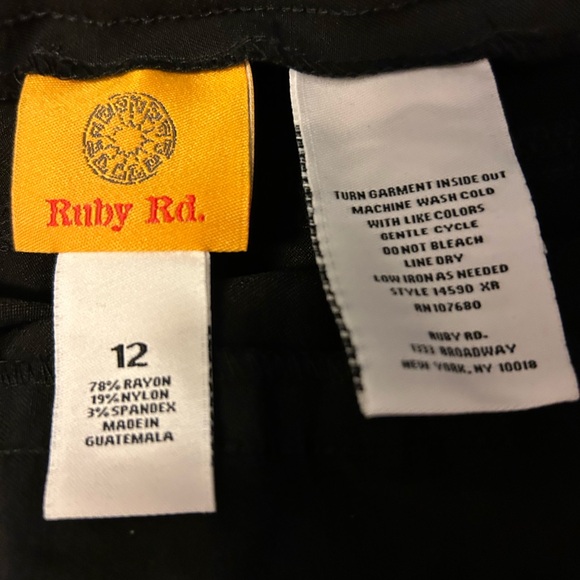 Ruby Rd.
12
78% RAYON
19% NYLON
3% SPANDEX
MADE IN
GUATEMALA
TURN GARMENT INSIDE OUT
MACHINE WASH COLD
WITH LIKE COLORS
GENTLE CYCLE
DO NOT BLEACH
LINE DRY
LOW IRON AS NEEDED
STYLE 14590 XR
RN107680
RUBY RD.
BROADWAY
NEW YORK, NY 10018